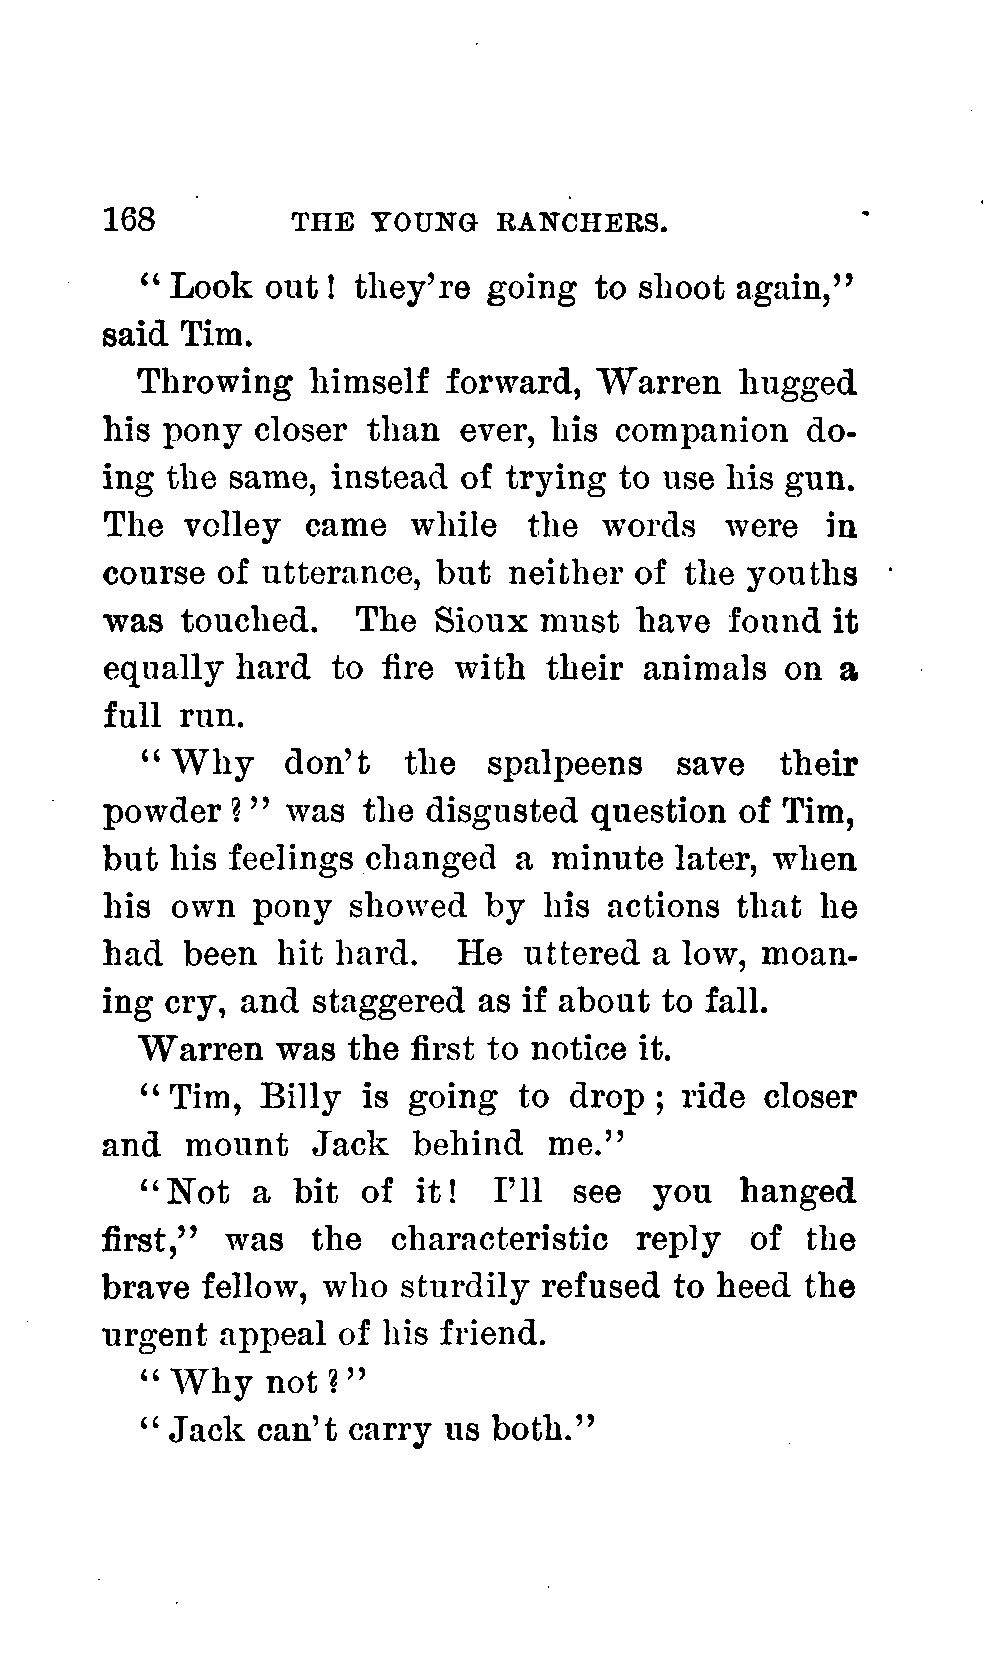 168 THE YOUNG RANCHERS.
"Look out! they're going to shoot again,"
said Tim.
Throwing himself forward, Warren hugged
his pony closer than ever, his companion do-
ing the same, instead of trying to use his gun.
The volley came while the words were in
course of utterance, but neither of the youths
was touched. The Sioux must have found it
equally hard to fire with their animals on a
full run.
"Why don't the spalpeens save their
powder?" was the disgusted question of Tim,
but his feelings changed a minute later, when
his own pony showed by his actions that he
had been hit hard. He uttered a low, moan-
ing cry, and staggered as if about to fall.
Warren was the first to notice it.
"Tim, Billy is going to drop; ride closer
and mount Jack behind me."
"Not a bit of it! I'll see you hanged
first," was the characteristic reply of the
brave fellow, who sturdily refused to heed the
urgent appeal of his friend.
"Why not?"
"Jack can't carry us both."